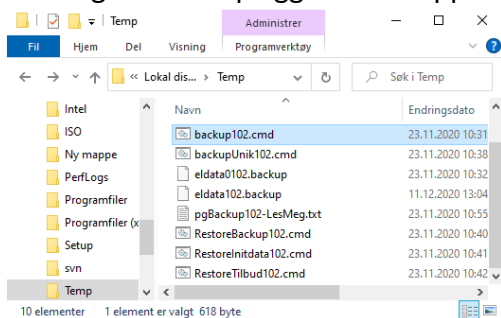 Temp
Administrer
Fil Hjem Del Visning Programverktøy
« Lokal dis... › Temp
Søk i Temp
Navn Endringsdato
Intel
ISO
Ny mappe
PerfLogs
Programfiler
Programfiler (x
Setup
svn
Temp
backup102.cmd 23.11.2020 10:31
backupUnik102.cmd 23.11.2020 10:38
eldata0102.backup 23.11.2020 10:32
eldata102.backup 11.12.2020 13:04
pgBackup102-LesMeg.txt 23.11.2020 10:55
RestoreBackup102.cmd 23.11.2020 10:40
RestoreInitdata102.cmd 23.11.2020 10:41
RestoreTilbud102.cmd 23.11.2020 10:42
10 elementer 1 element er valgt 618 byte